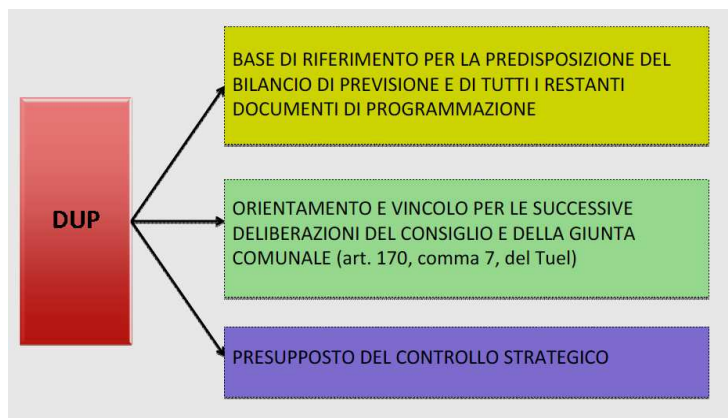 DUP
BASE DI RIFERIMENTO PER LA PREDISPOSIZIONE DEL
BILANCIO DI PREVISIONE E DI TUTTI I RESTANTI
DOCUMENTI DI PROGRAMMAZIONE
ORIENTAMENTO E VINCOLO PER LE SUCCESSIVE
DELIBERAZIONI DEL CONSIGLIO E DELLA GIUNTA
COMUNALE (art. 170, comma 7, del Tuel)
PRESUPPOSTO DEL CONTROLLO STRATEGICO